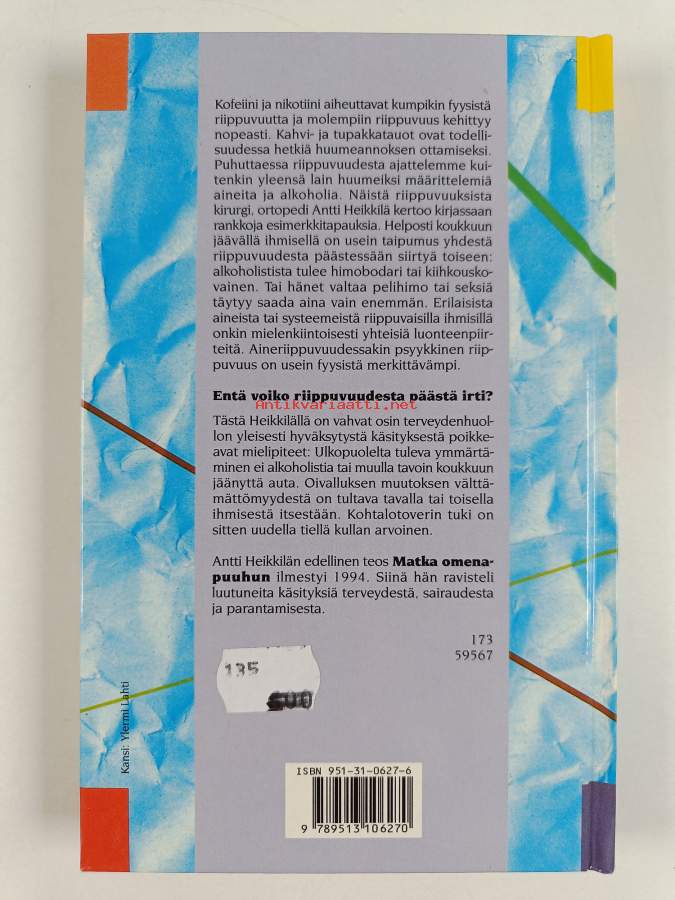 Kofeiini ja nikotiini aiheuttavat kumpikin fyysistä
riippuvuutta ja molempiin riippuvuus kehittyy
nopeasti. Kahvi- ja tupakkatauot ovat todelli-
suudessa hetkiä huumeannoksen ottamiseksi.
Puhuttaessa riippuvuudesta ajattelemme kui-
tenkin yleensä lain huumeiksi määrittelemiä
aineita ja alkoholia. Näistä riippuvuuksista
kirurgi, ortopedi Antti Heikkilä kertoo kirjassaan
rankkoja esimerkkitapauksia. Helposti koukkuun
jäävällä ihmisellä on usein taipumus yhdestä
riippuvuudesta päästessään siirtyä toiseen:
alkoholistista tulee himobodari tai kiihkousko-
vainen. Tai hänet valtaa pelihimo tai seksiä
täytyy saada aina vain enemmän. Erilaisista
aineista tai systeemeistä riippuvaisilla ihmisillä
onkin mielenkiintoisesti yhteisiä luonteenpiir-
teitä. Aineriippuvuudessakin psyykkinen riip-
puvuus on usein fyysistä merkittävämpi.
Entä voiko riippuvuudesta päästä irti?
Antikvariaatti.net
Tästä Heikkilällä on vahvat osin terveydenhuol-
lon yleisesti hyväksytystä käsityksestä poikke-
avat mielipiteet: Ulkopuolelta tuleva ymmärtä-
minen ei alkoholistia tai muulla tavoin koukkuun
jäänyttä auta. Oivalluksen muutoksen välttä-
mättömyydestä on tultava tavalla tai toisella
ihmisestä itsestään. Kohtalotoverin tuki on
sitten uudella tiellä kullan arvoinen.
Antti Heikkilän edellinen teos Matka omena-
puuhun ilmestyi 1994. Siinä hän ravisteli
luutuneita käsityksiä terveydestä, sairaudesta
ja parantamisesta.
173
59567
135
Kansi: Ylermi Lahti
ISBN 951-31-0627-6
9 789513 106270